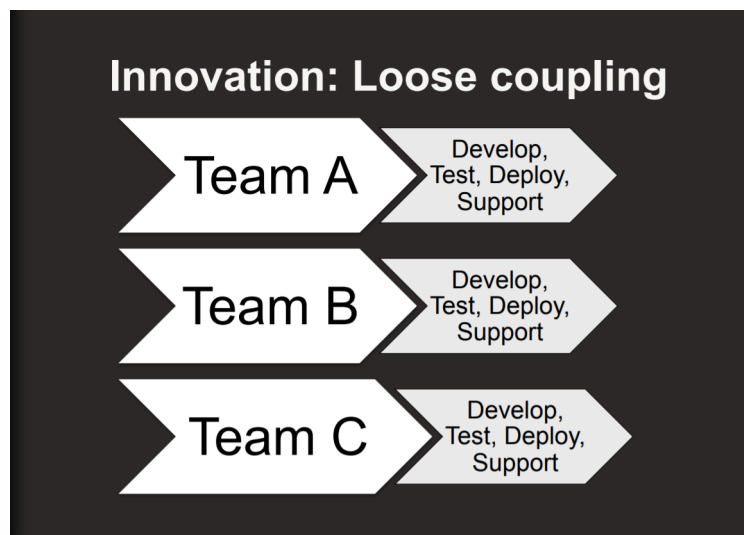 Innovation: Loose coupling
Team A
Develop,
Test, Deploy,
Support
Team B
Develop,
Test, Deploy,
Support
Team C
Develop,
Test, Deploy,
Support